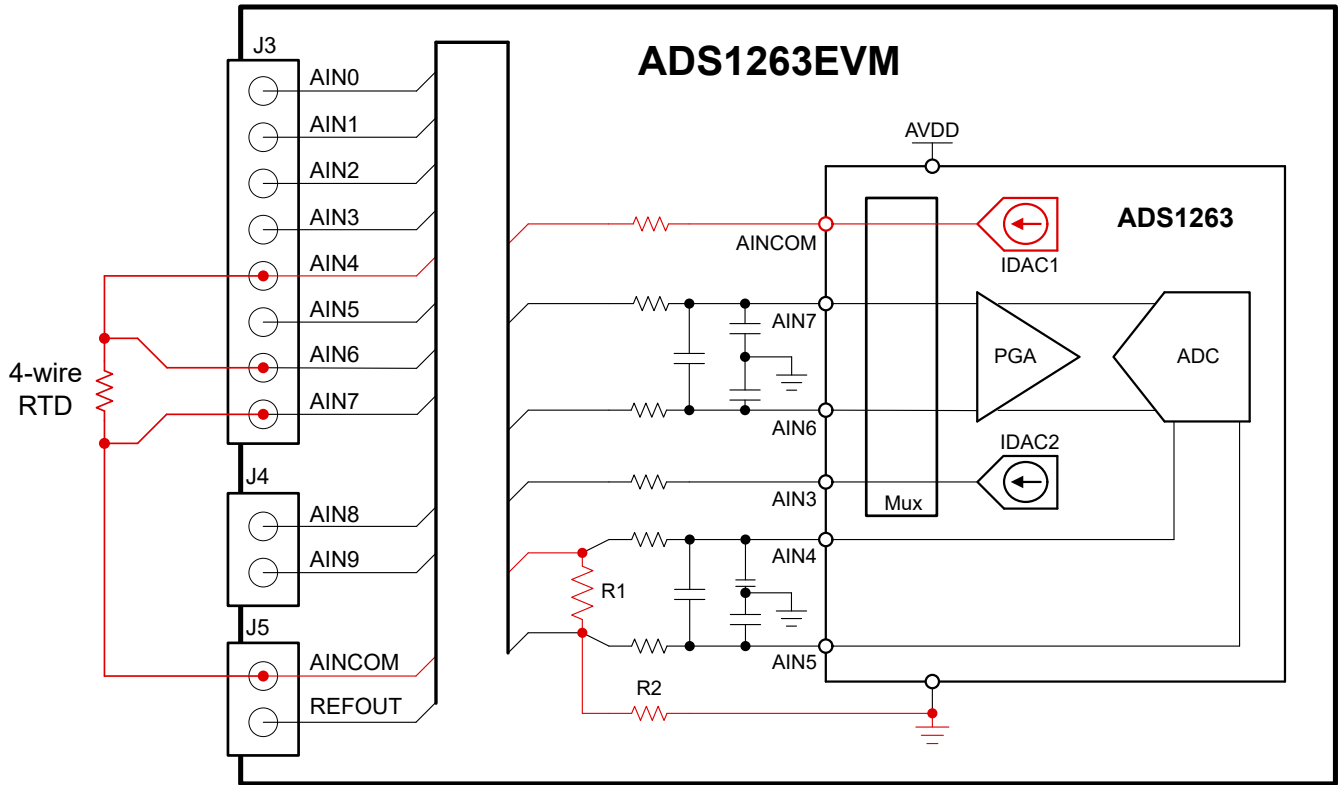 ADS1263EVM
J3
AIN0
AIN1
AIN2
AIN3
AIN4
AIN5
AIN6
AIN7
4-wire
RTD
J4
AIN8
AIN9
J5
AINCOM
REFOUT
AVDD
ADS1263
AINCOM
IDAC1
AIN7
PGA
ADC
AIN6
IDAC2
AIN3
Mux
AIN4
R1
AIN5
R2